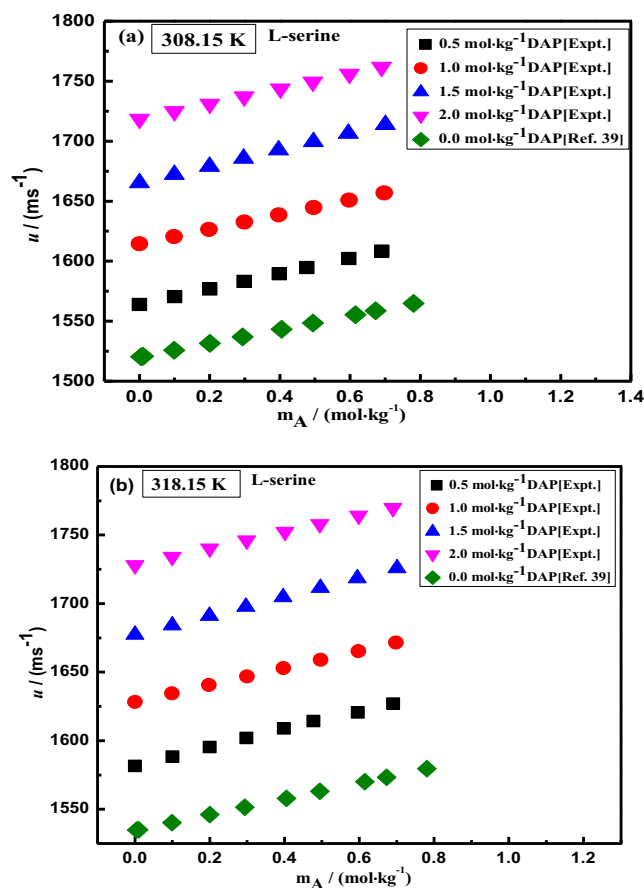 (a) 308.15 K L-serine
0.5 mol·kg⁻¹DAP[Expt.]
1.0 mol·kg⁻¹DAP[Expt.]
1.5 mol·kg⁻¹DAP[Expt.]
2.0 mol·kg⁻¹DAP[Expt.]
0.0 mol·kg⁻¹DAP[Ref. 39]
1800
1750
1700
1650
1600
1550
1500
u / (ms⁻¹)
0.0 0.2 0.4 0.6 0.8 1.0 1.2 1.4
m_A / (mol·kg⁻¹)
(b) 318.15 K L-serine
0.5 mol·kg⁻¹DAP[Expt.]
1.0 mol·kg⁻¹DAP[Expt.]
1.5 mol·kg⁻¹DAP[Expt.]
2.0 mol·kg⁻¹DAP[Expt.]
0.0 mol·kg⁻¹DAP[Ref. 39]
1800
1750
1700
1650
1600
1550
u / (ms⁻¹)
0.0 0.2 0.4 0.6 0.8 1.0 1.2
m_A / (mol·kg⁻¹)